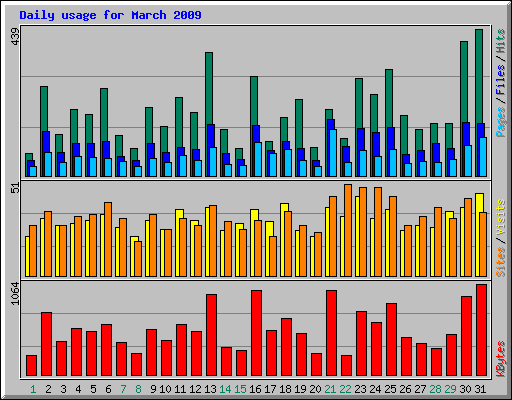 Daily usage for March 2009
439
Pages/Files/Hits
51
Sites/Visits
1064
KBytes
1 2 3 4 5 6 7 8 9 10 11 12 13 14 15 16 17 18 19 20 21 22 23 24 25 26 27 28 29 30 31